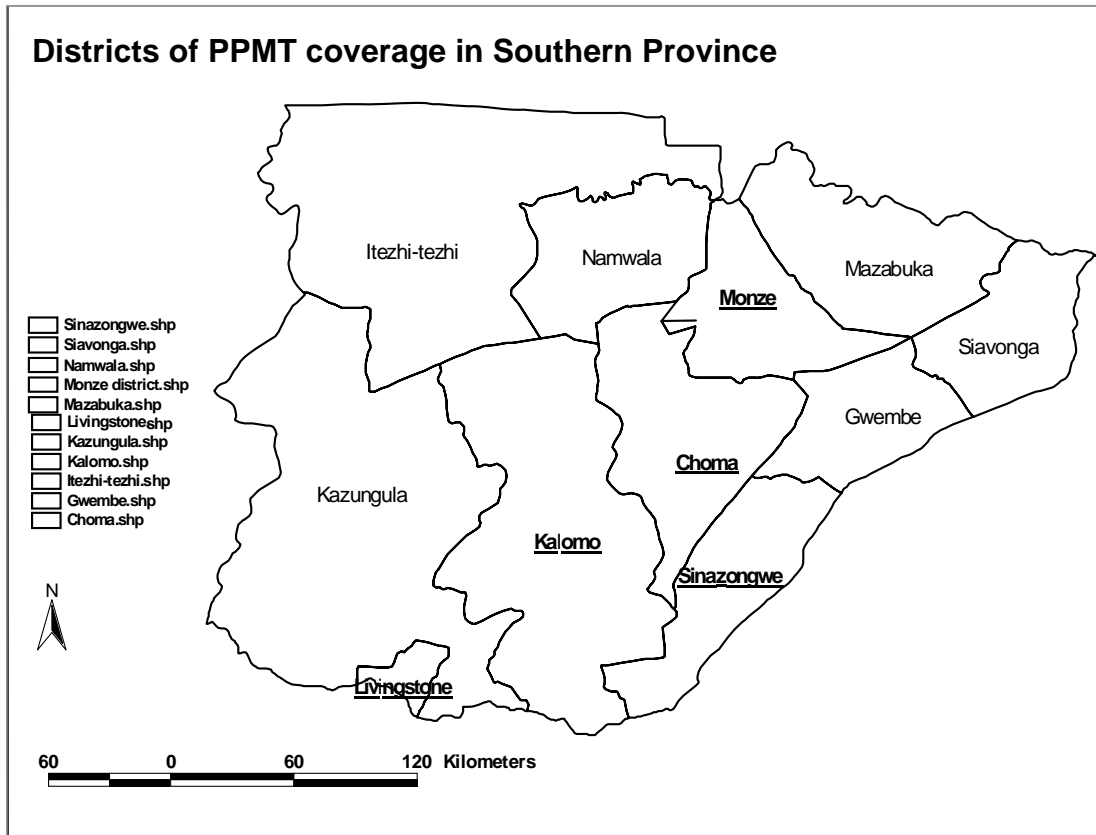 Districts of PPMT coverage in Southern Province
Itezhi-tezhi
Namwala
Mazabuka
Monze
Siavonga
Gwembe
Choma
Kazungula
Kalomo
Sinazongwe
Livingstone
Sinazongwe.shp
Siavonga.shp
Namwala.shp
Monze district.shp
Mazabuka.shp
Livingstone shp
Kazungula.shp
Kalomo.shp
Itezhi-tezhi.shp
Gwembe.shp
Choma.shp
N
60 0 60 120 Kilometers